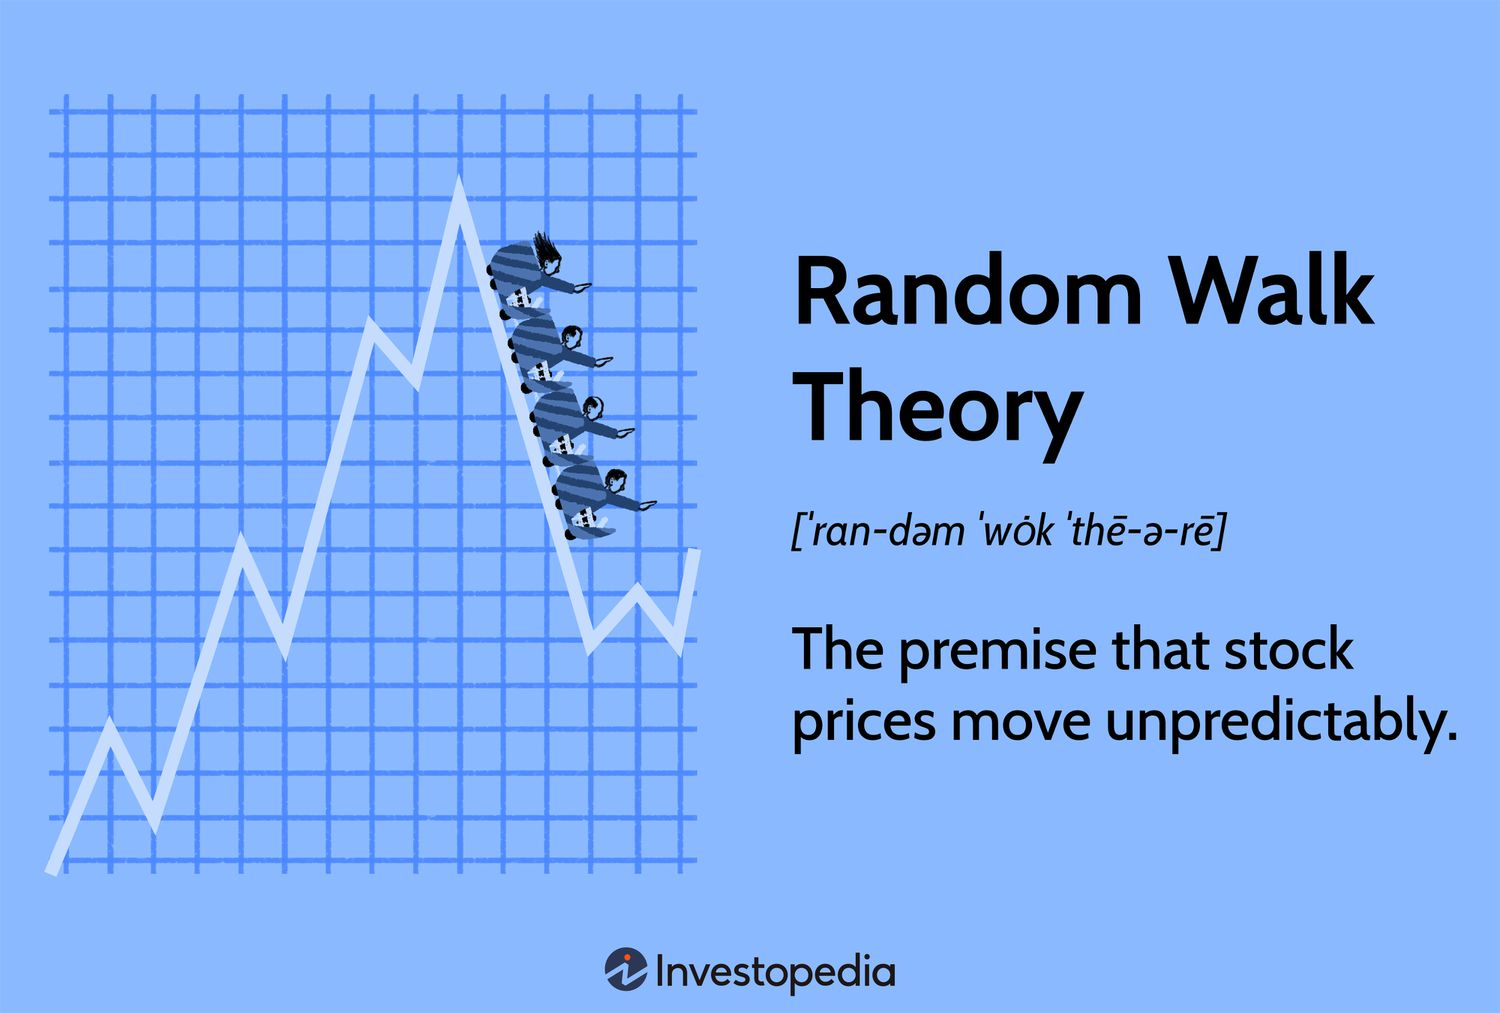 Random Walk
Theory
[ˈran-dəm ˈwȯk ˈthē-ə-rē]
The premise that stock
prices move unpredictably.
Investopedia